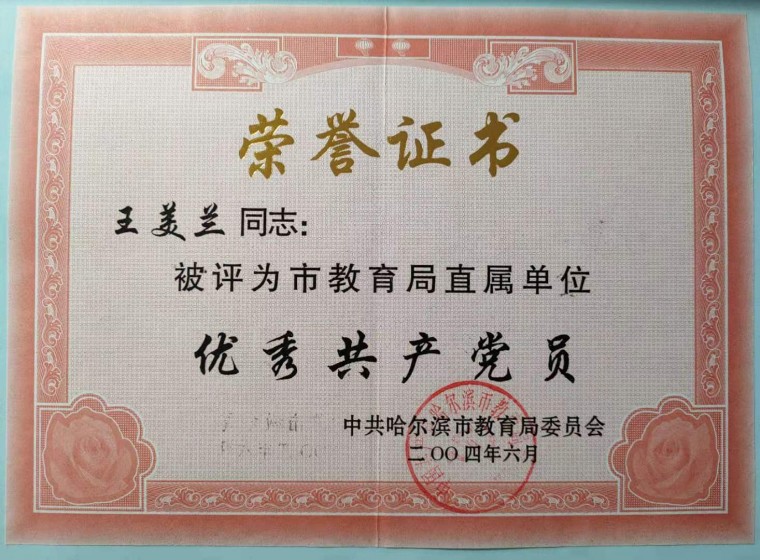 荣誉证书
王美兰同志：
被评为市教育局直属单位
优秀共产党员
中共哈尔滨市教育局委员会
二〇〇四年六月